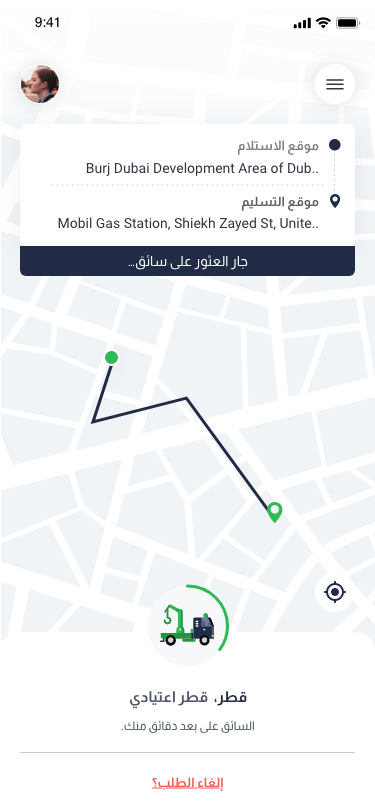 9:41
موقع الاستلام
Burj Dubai Development Area of Dub..
موقع التسليم
Mobil Gas Station, Shiekh Zayed St, Unite..
جار العثور على سائق...
قطر، قطر اعتيادي
السائق على بعد دقائق منك.
إلغاء الطلب؟